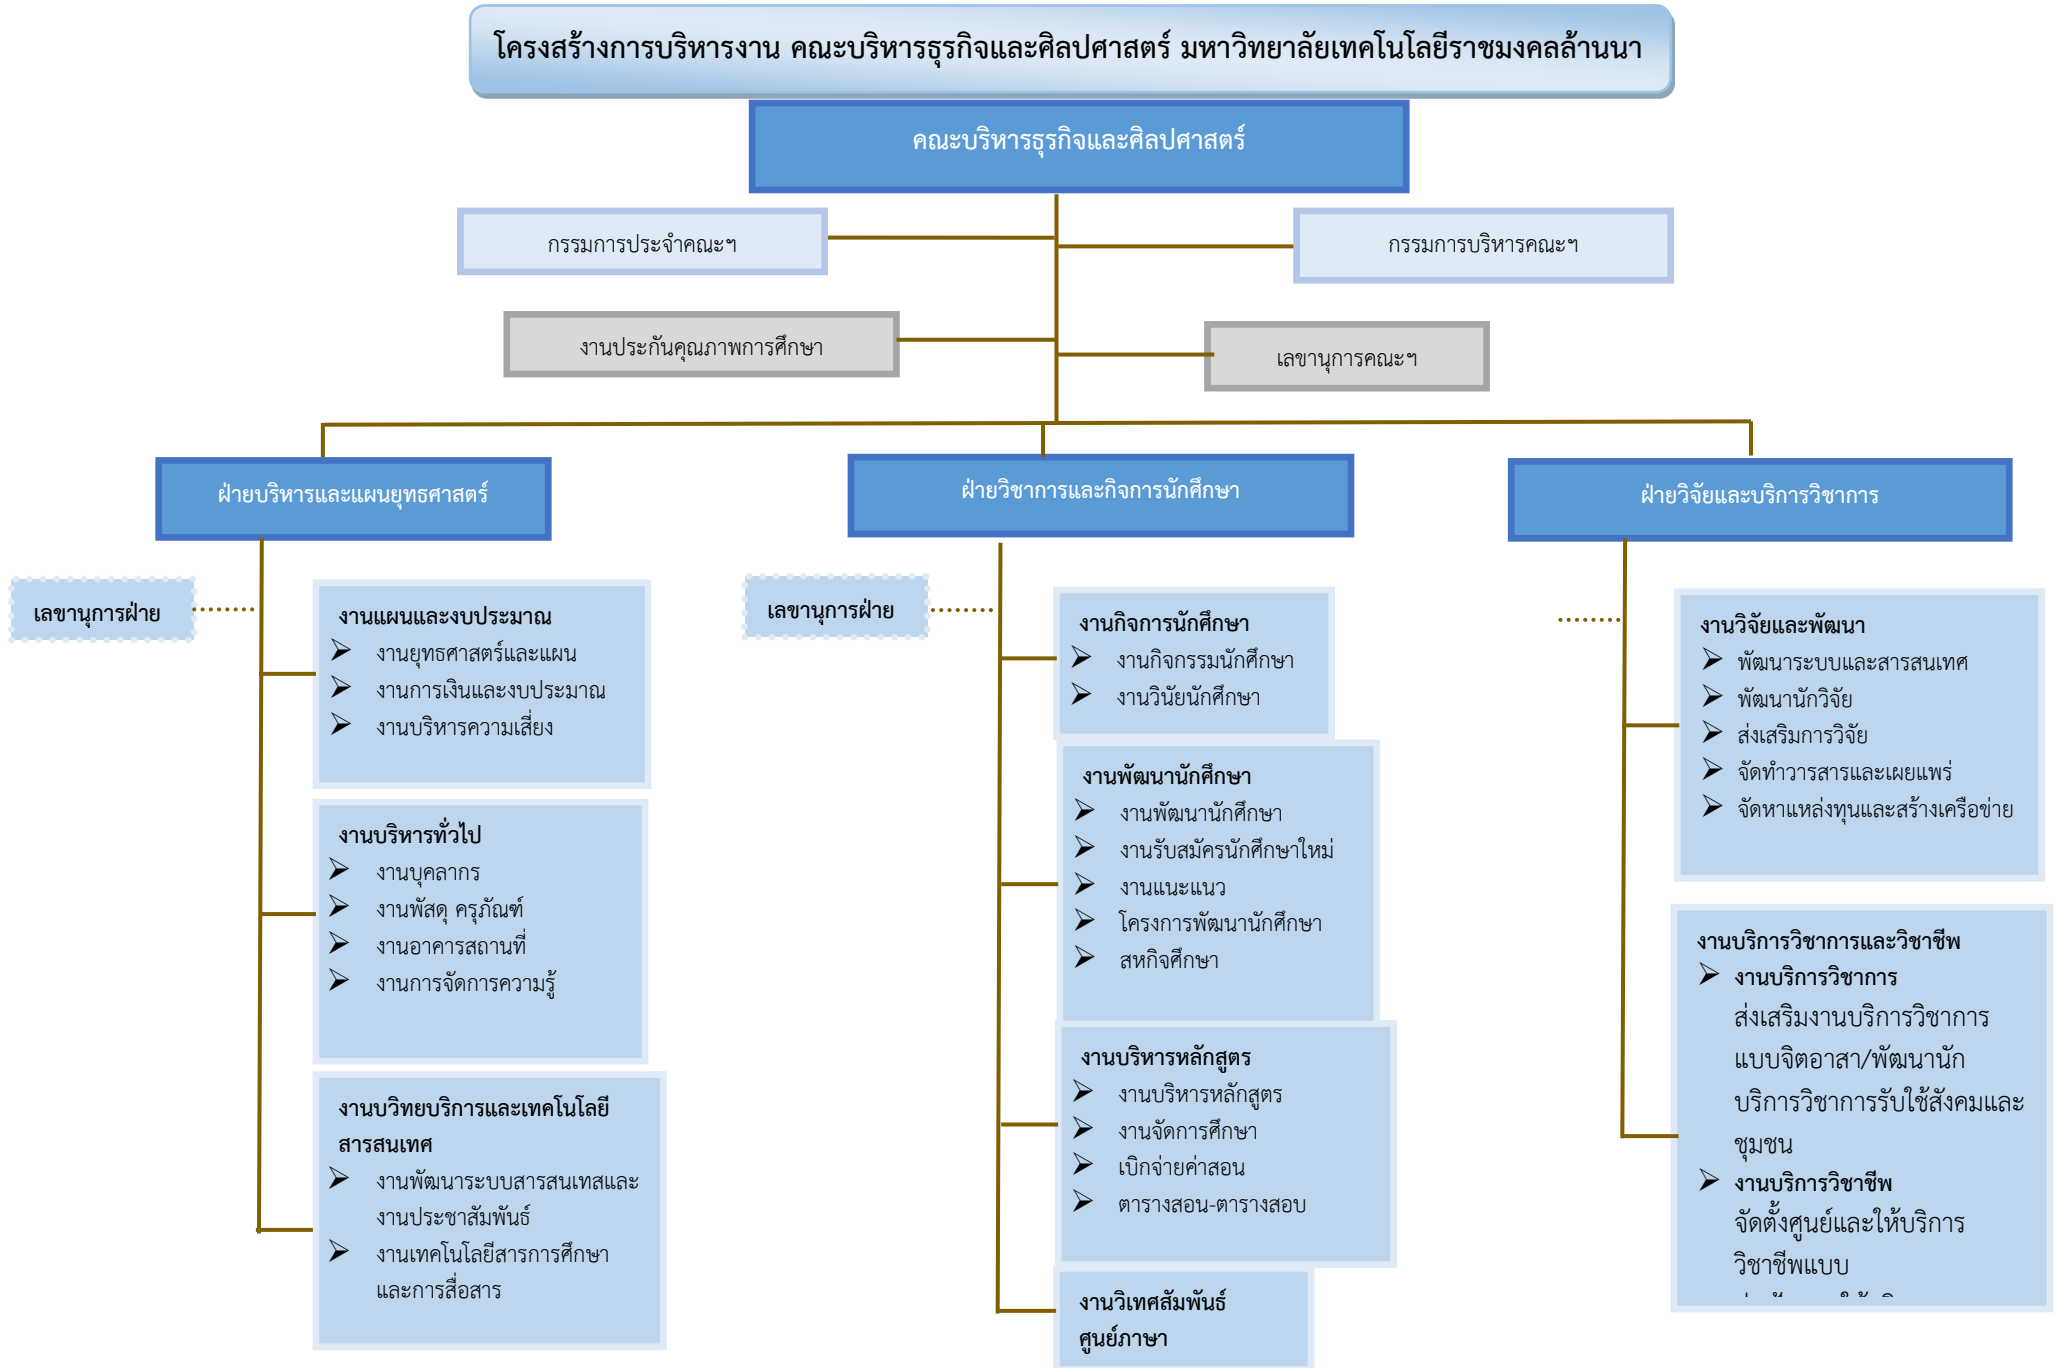 โครงสร้างการบริหารงาน คณะบริหารธุรกิจและศิลปศาสตร์ มหาวิทยาลัยเทคโนโลยีราชมงคลล้านนา
คณะบริหารธุรกิจและศิลปศาสตร์
กรรมการประจำคณะฯ
กรรมการบริหารคณะฯ
งานประกันคุณภาพการศึกษา
เลขานุการคณะฯ
ฝ่ายบริหารและแผนยุทธศาสตร์
ฝ่ายวิชาการและกิจการนักศึกษา
ฝ่ายวิจัยและบริการวิชาการ
เลขานุการฝ่าย
งานแผนและงบประมาณ
งานยุทธศาสตร์และแผน
งานการเงินและงบประมาณ
งานบริหารความเสี่ยง
งานบริหารทั่วไป
งานบุคลากร
งานพัสดุ ครุภัณฑ์
งานอาคารสถานที่
งานการจัดการความรู้
งานบวิทยบริการและเทคโนโลยี
สารสนเทศ
งานพัฒนาระบบสารสนเทสและ
งานประชาสัมพันธ์
งานเทคโนโลยีสารการศึกษา
และการสื่อสาร
เลขานุการฝ่าย
งานกิจการนักศึกษา
งานกิจกรรมนักศึกษา
งานวินัยนักศึกษา
งานพัฒนานักศึกษา
งานพัฒนานักศึกษา
งานรับสมัครนักศึกษาใหม่
งานแนะแนว
โครงการพัฒนานักศึกษา
สหกิจศึกษา
งานบริหารหลักสูตร
งานบริหารหลักสูตร
งานจัดการศึกษา
เบิกจ่ายค่าสอน
ตารางสอน-ตารางสอบ
งานวิเทศสัมพันธ์
ศูนย์ภาษา
งานวิจัยและพัฒนา
พัฒนาระบบและสารสนเทศ
พัฒนานักวิจัย
ส่งเสริมการวิจัย
จัดทำวารสารและเผยแพร่
จัดหาแหล่งทุนและสร้างเครือข่าย
งานบริการวิชาการและวิชาชีพ
งานบริการวิชาการ
ส่งเสริมงานบริการวิชาการ
แบบจิตอาสา/พัฒนานัก
บริการวิชาการรับใช้สังคมและ
ชุมชน
งานบริการวิชาชีพ
จัดตั้งศูนย์และให้บริการ
วิชาชีพแบบ